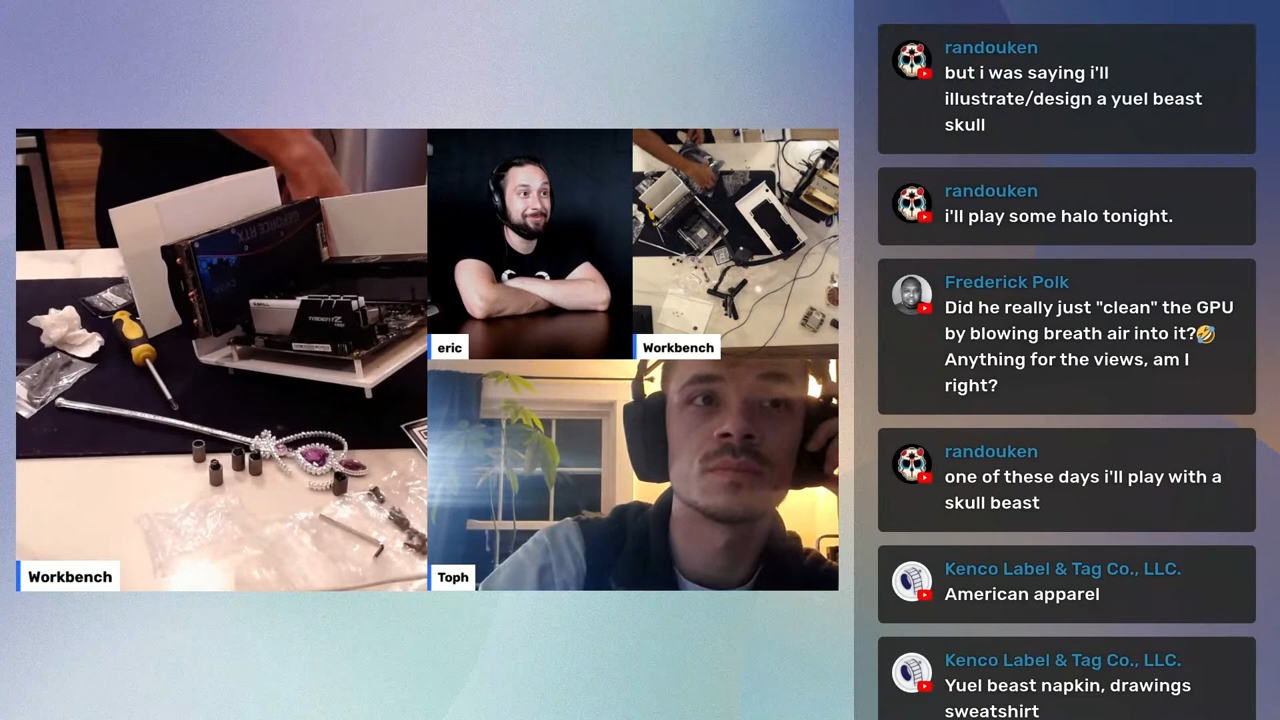 GEFORCE RTX
G.SKILL
TRIDENT Z
Workbench
eric
Workbench
Toph
randouken
but i was saying i'll
illustrate/design a yuel beast
skull
randouken
i'll play some halo tonight.
Frederick Polk
Did he really just "clean" the GPU
by blowing breath air into it?🤣
Anything for the views, am I
right?
randouken
one of these days i'll play with a
skull beast
Kenco Label & Tag Co., LLC.
American apparel
Kenco Label & Tag Co., LLC.
Yuel beast napkin, drawings
sweatshirt